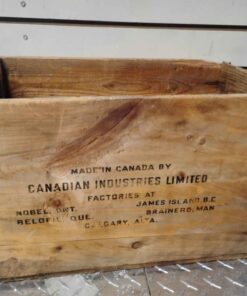 MADE IN CANADA BY
CANADIAN INDUSTRIES LIMITED
FACTORIES AT
NOBEL, ONT. JAMES ISLAND, B.C
BELOEIL, QUE. BRAINERD, MAN
CALGARY, ALTA.